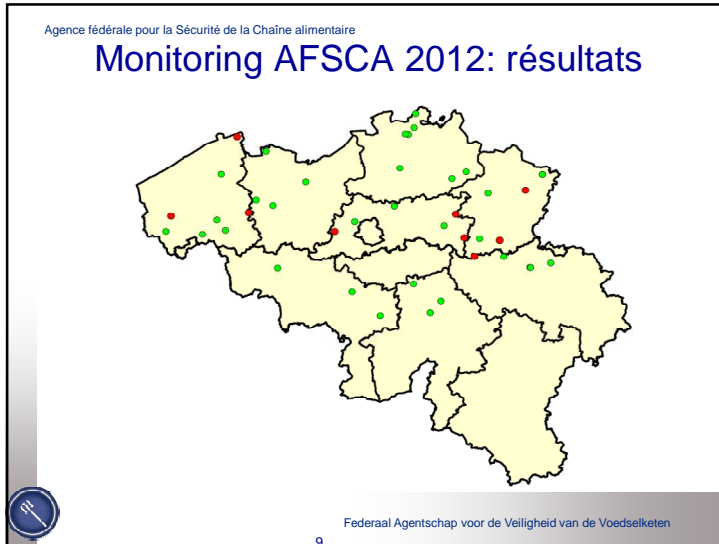 Agence fédérale pour la Sécurité de la Chaîne alimentaire
Monitoring AFSCA 2012: résultats
Federaal Agentschap voor de Veiligheid van de Voedselketen
9